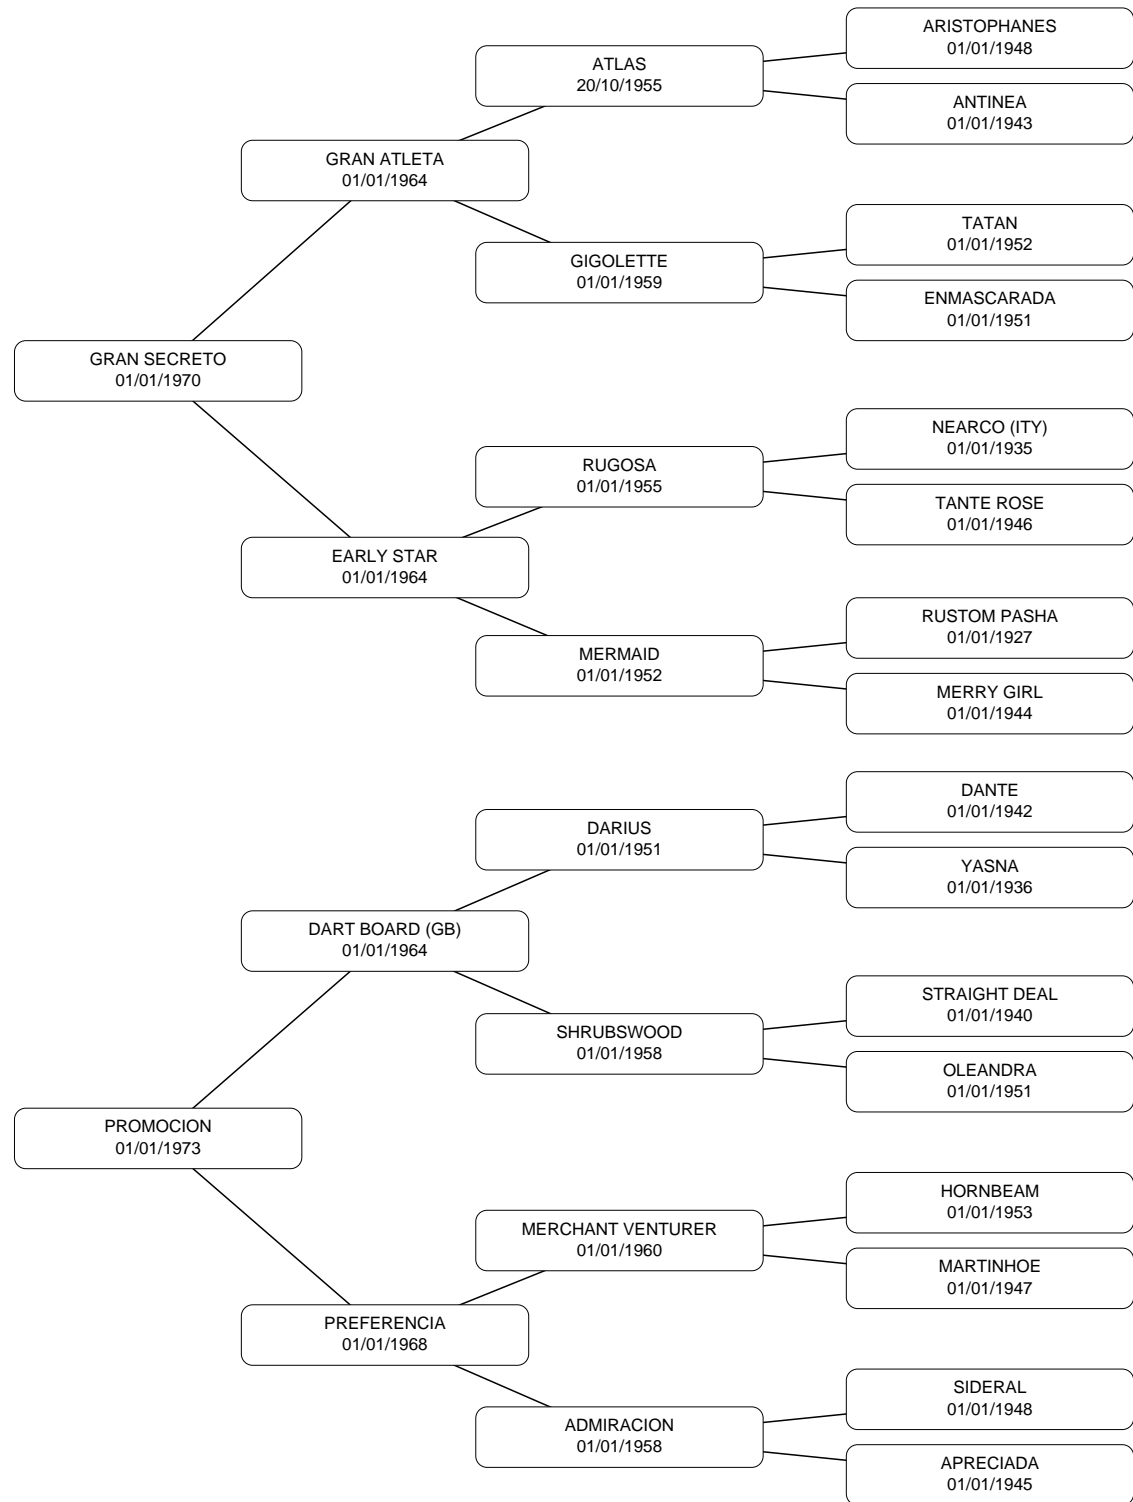 ARISTOPHANES
01/01/1948
ATLAS
20/10/1955
ANTINEA
01/01/1943
GRAN ATLETA
01/01/1964
TATAN
01/01/1952
GIGOLETTE
01/01/1959
ENMASCARADA
01/01/1951
GRAN SECRETO
01/01/1970
NEARCO (ITY)
01/01/1935
RUGOSA
01/01/1955
TANTE ROSE
01/01/1946
EARLY STAR
01/01/1964
RUSTOM PASHA
01/01/1927
MERMAID
01/01/1952
MERRY GIRL
01/01/1944
DANTE
01/01/1942
DARIUS
01/01/1951
YASNA
01/01/1936
DART BOARD (GB)
01/01/1964
STRAIGHT DEAL
01/01/1940
SHRUBSWOOD
01/01/1958
OLEANDRA
01/01/1951
PROMOCION
01/01/1973
HORNBEAM
01/01/1953
MERCHANT VENTURER
01/01/1960
MARTINHOE
01/01/1947
PREFERENCIA
01/01/1968
SIDERAL
01/01/1948
ADMIRACION
01/01/1958
APRECIADA
01/01/1945